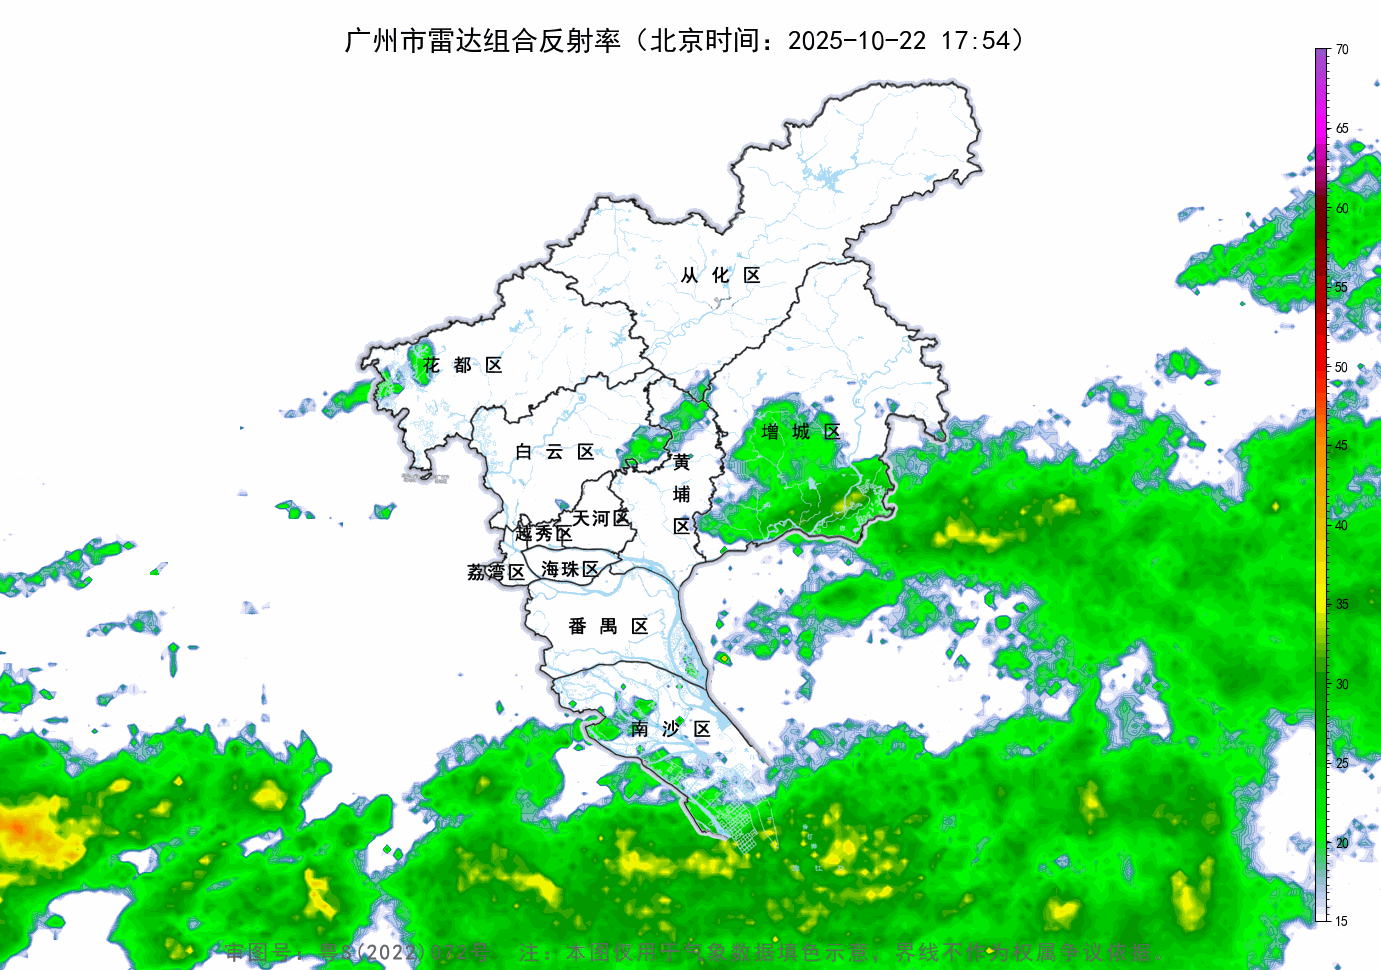 广州市雷达组合反射率（北京时间：2025-10-22 17:54）
70
65
60
55
50
45
40
35
30
25
20
15
从 化 区
花 都 区
增 城 区
白 云 区
黄
埔
区
天河区
越秀区
荔湾区
海珠区
番 禺 区
南 沙 区
审图号：粤S(2022)032号 注：本图仅用于气象数据填色示意，界线不作为权属争议依据.